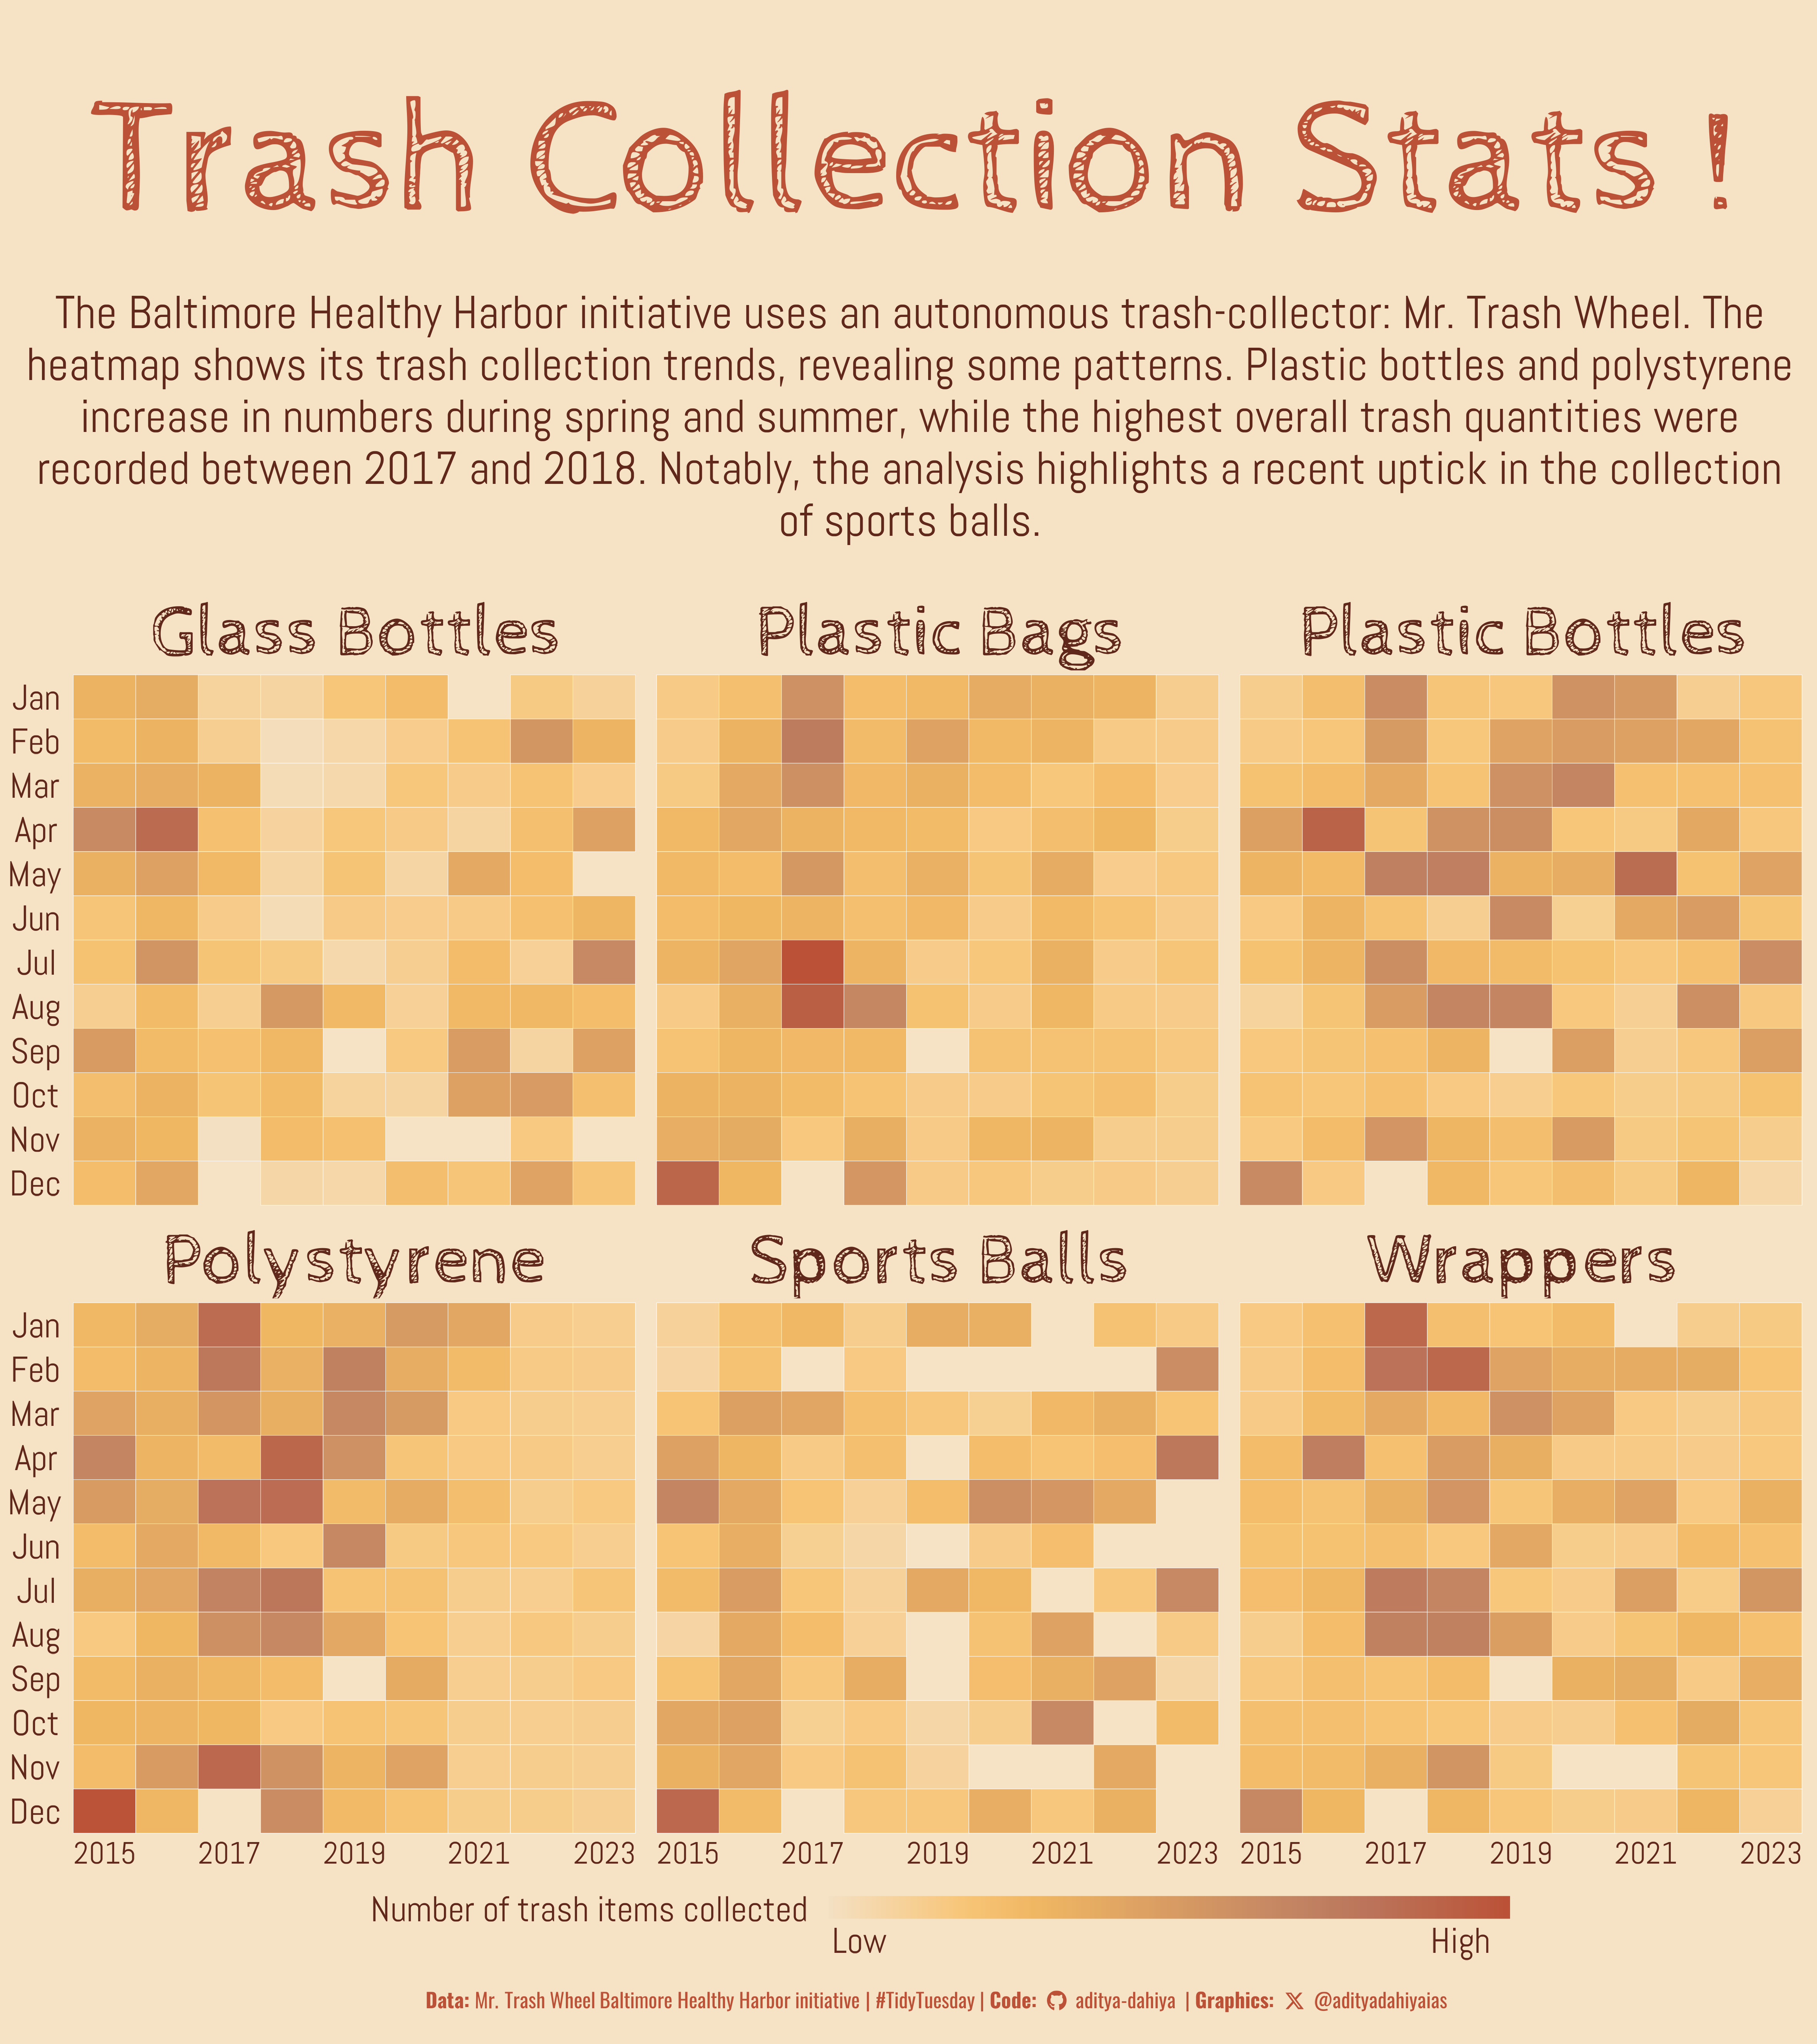 Trash Collection Stats !
The Baltimore Healthy Harbor initiative uses an autonomous trash-collector: Mr. Trash Wheel. The
heatmap shows its trash collection trends, revealing some patterns. Plastic bottles and polystyrene
increase in numbers during spring and summer, while the highest overall trash quantities were
recorded between 2017 and 2018. Notably, the analysis highlights a recent uptick in the collection
of sports balls.
Glass Bottles Plastic Bags Plastic Bottles
Jan
Feb
Mar
Apr
May
Jun
Jul
Aug
Sep
Oct
Nov
Dec
Polystyrene Sports Balls Wrappers
Jan
Feb
Mar
Apr
May
Jun
Jul
Aug
Sep
Oct
Nov
Dec
2015 2017 2019 2021 2023 2015 2017 2019 2021 2023 2015 2017 2019 2021 2023
Number of trash items collected
Low High
Data: Mr. Trash Wheel Baltimore Healthy Harbor initiative | #TidyTuesday | Code: aditya-dahiya | Graphics: @adityadahiyaias